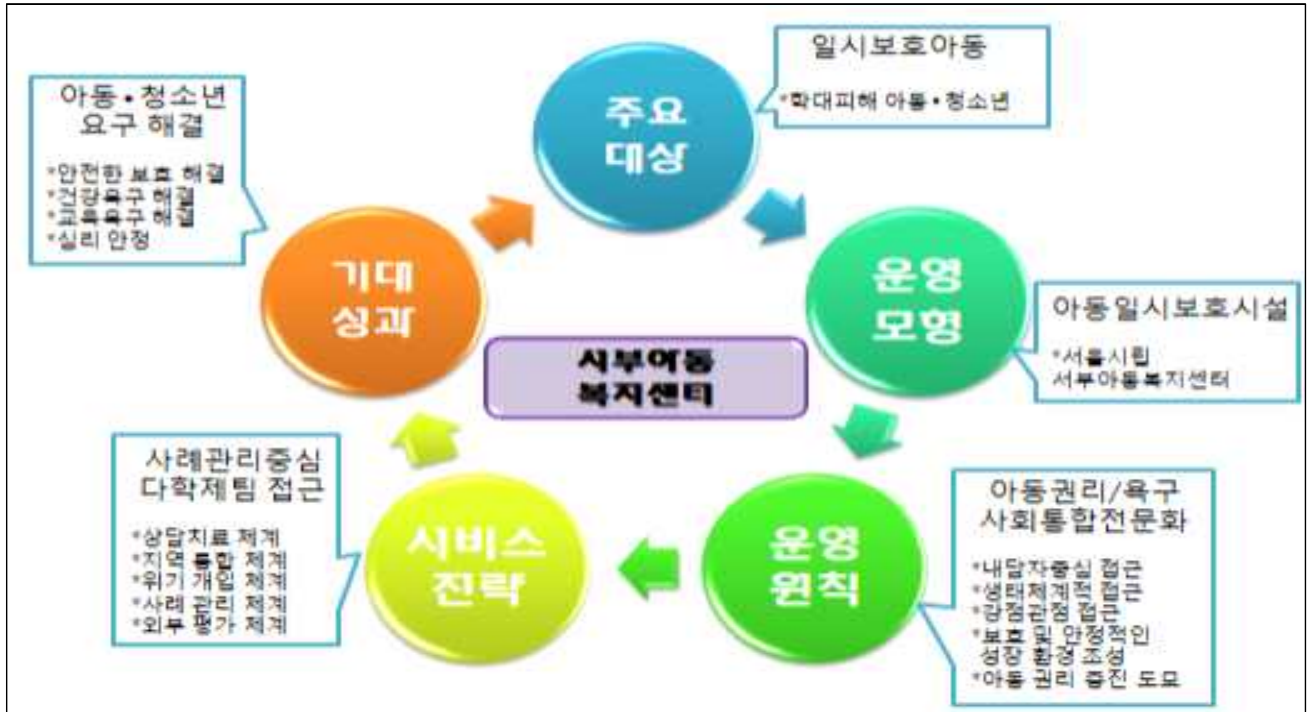 일시보호아동
*학대피해 아동•청소년
주요
대상
아동•청소년
요구 해결
*안전한 보호 해결
*건강욕구 해결
*교육욕구 해결
*심리 안정
기대
성과
운영
모형
아동일시보호시설
*서울시립
서부아동복지센터
서부아동
복지센터
사례관리중심
다학제팀 접근
*상담치료 체계
*지역 통합 체계
*위기 개입 체계
*사례 관리 체계
*외부 평가 체계
서비스
전략
운영
원칙
아동권리/욕구
사회통합전문화
*내담자중심 접근
*생태체계적 접근
*강점관점 접근
*보호 및 안정적인
성장 환경 조성
*아동 권리 증진 도모